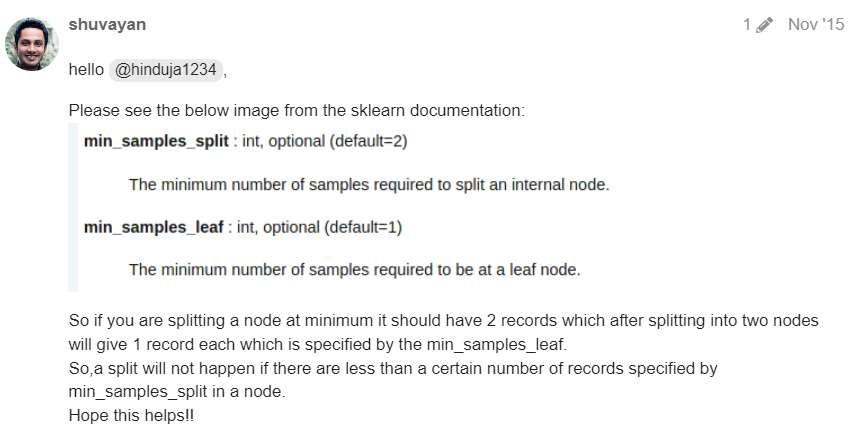 shuvayan
1 Nov '15
hello @hinduja1234 ,
Please see the below image from the sklearn documentation:
min_samples_split : int, optional (default=2)
The minimum number of samples required to split an internal node.
min_samples_leaf : int, optional (default=1)
The minimum number of samples required to be at a leaf node.
So if you are splitting a node at minimum it should have 2 records which after splitting into two nodes
will give 1 record each which is specified by the min_samples_leaf.
So,a split will not happen if there are less than a certain number of records specified by
min_samples_split in a node.
Hope this helps!!